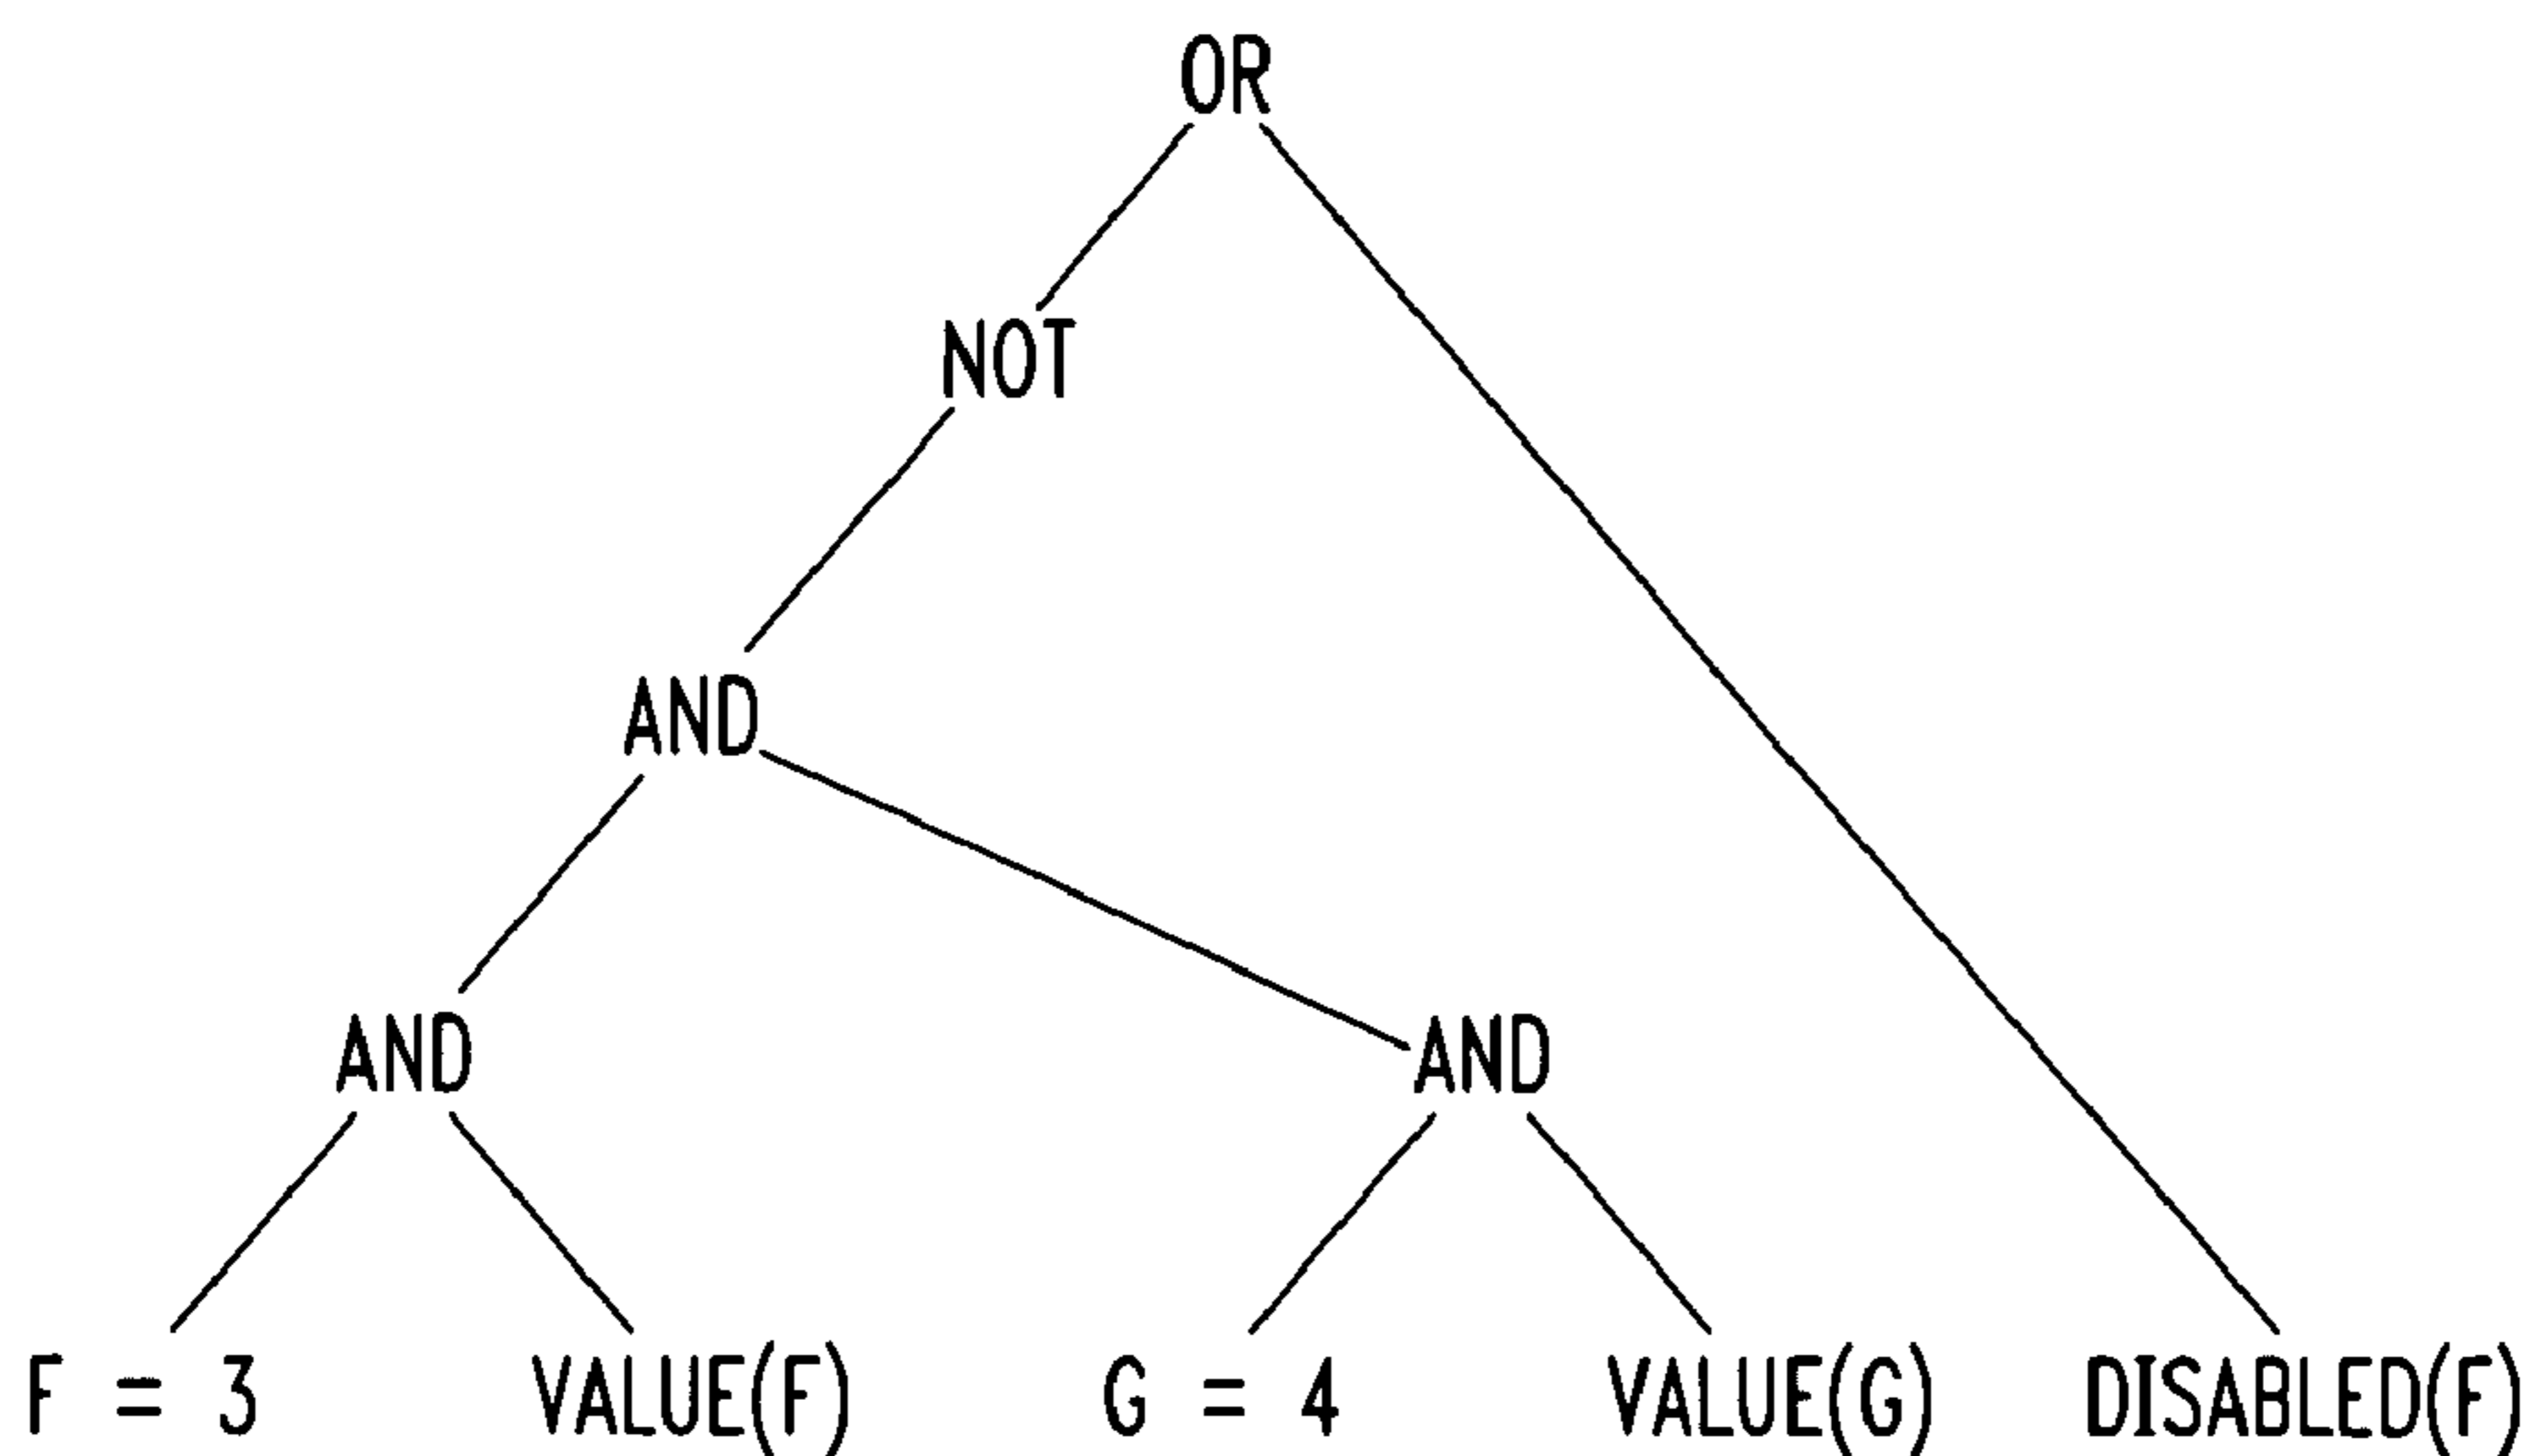 OR
NOT
AND
AND AND
F = 3 VALUE(F) G = 4 VALUE(G) DISABLED(F)